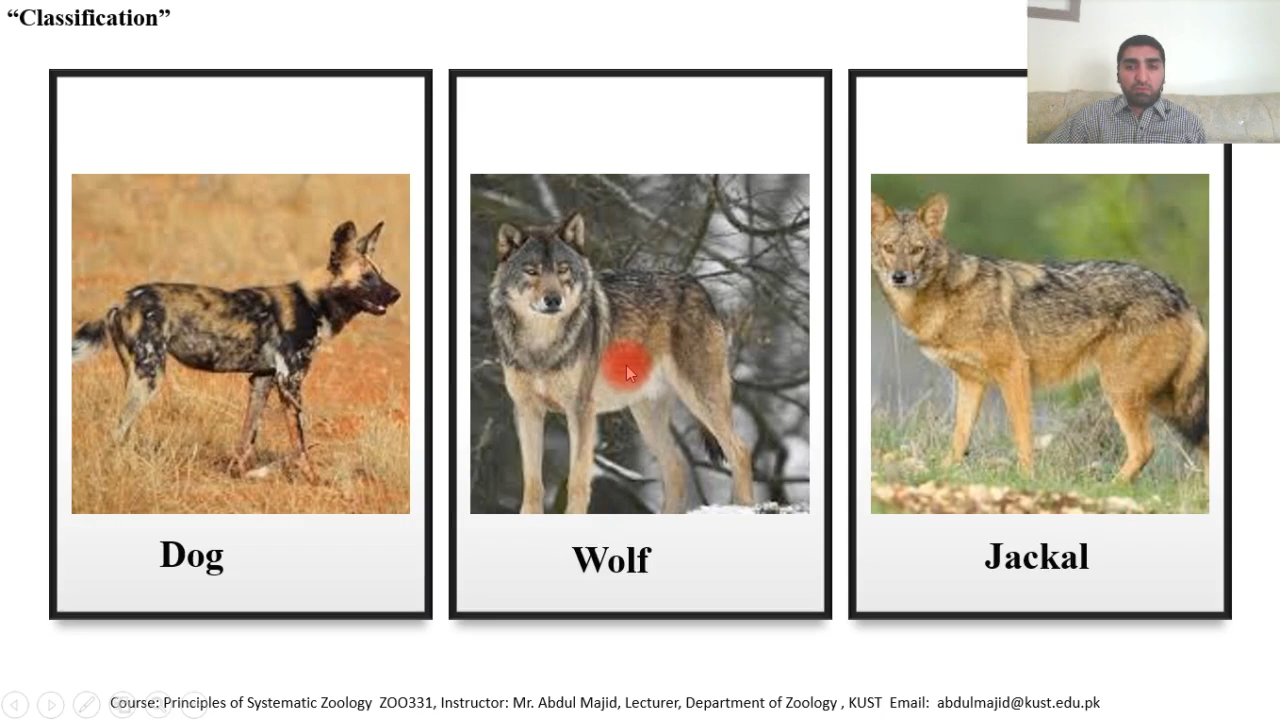 “Classification”
Dog
Wolf
Jackal
Course: Principles of Systematic Zoology ZOO331, Instructor: Mr. Abdul Majid, Lecturer, Department of Zoology , KUST Email: abdulmajid@kust.edu.pk